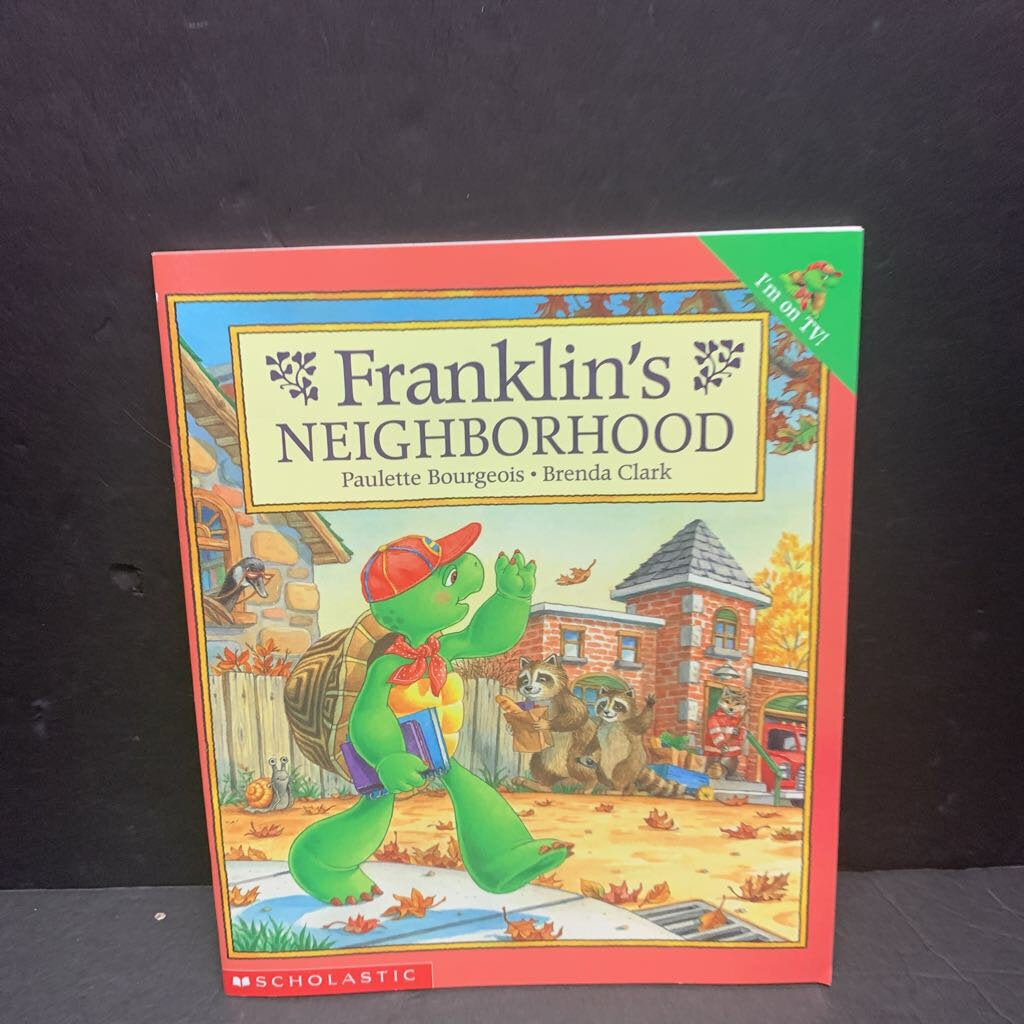 I'm on TV!
Franklin's
NEIGHBORHOOD
Paulette Bourgeois • Brenda Clark
SCHOLASTIC